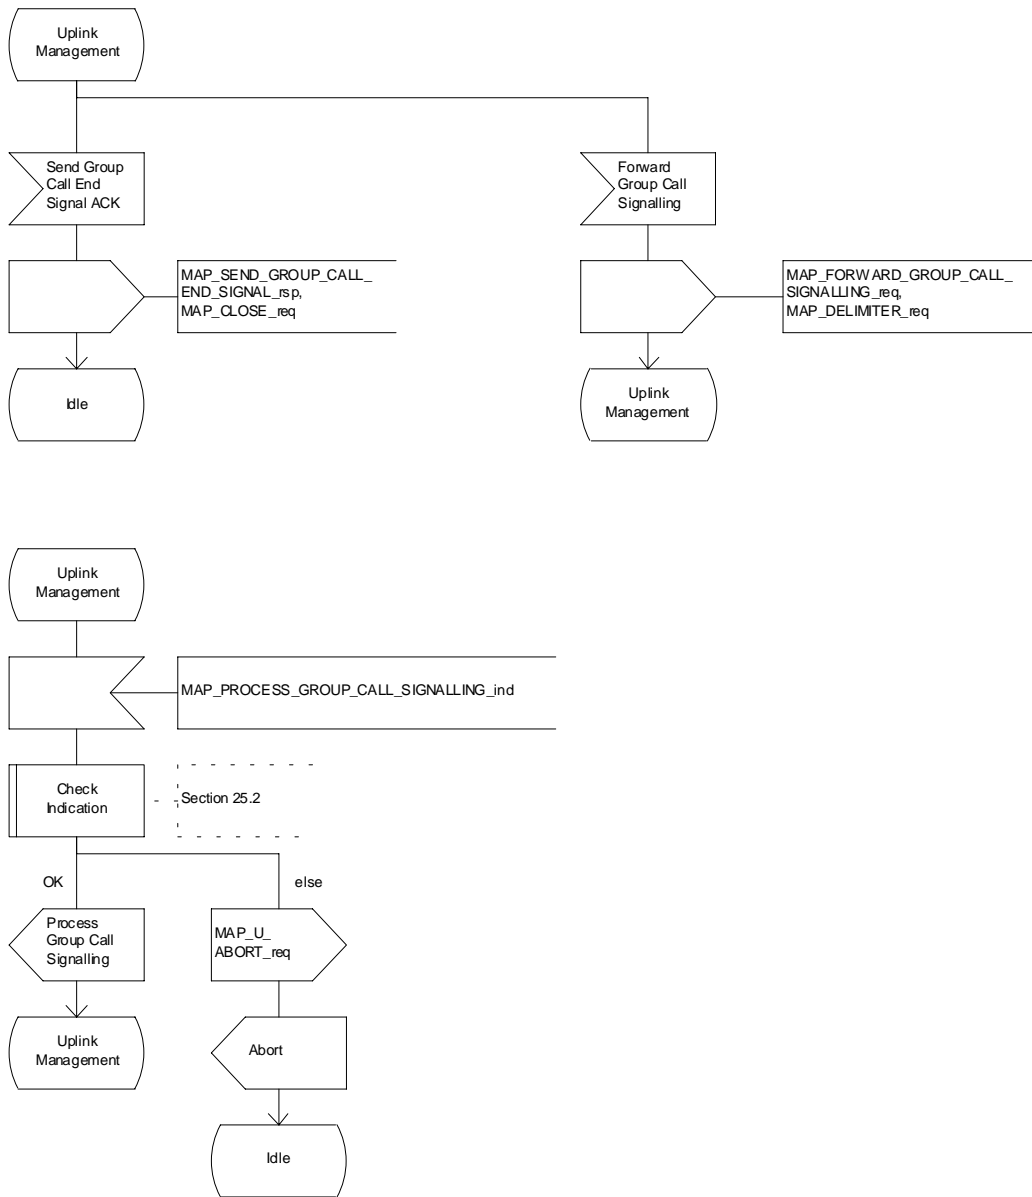 Uplink
Management
Send Group
Call End
Signal ACK
Forward
Group Call
Signalling
MAP_SEND_GROUP_CALL_
END_SIGNAL_rsp,
MAP_CLOSE_req
MAP_FORWARD_GROUP_CALL_
SIGNALLING_req,
MAP_DELIMITER_req
Idle
Uplink
Management
Uplink
Management
MAP_PROCESS_GROUP_CALL_SIGNALLING_ind
Check
Indication
Section 25.2
OK
else
Process
Group Call
Signalling
MAP_U_
ABORT_req
Uplink
Management
Abort
Idle